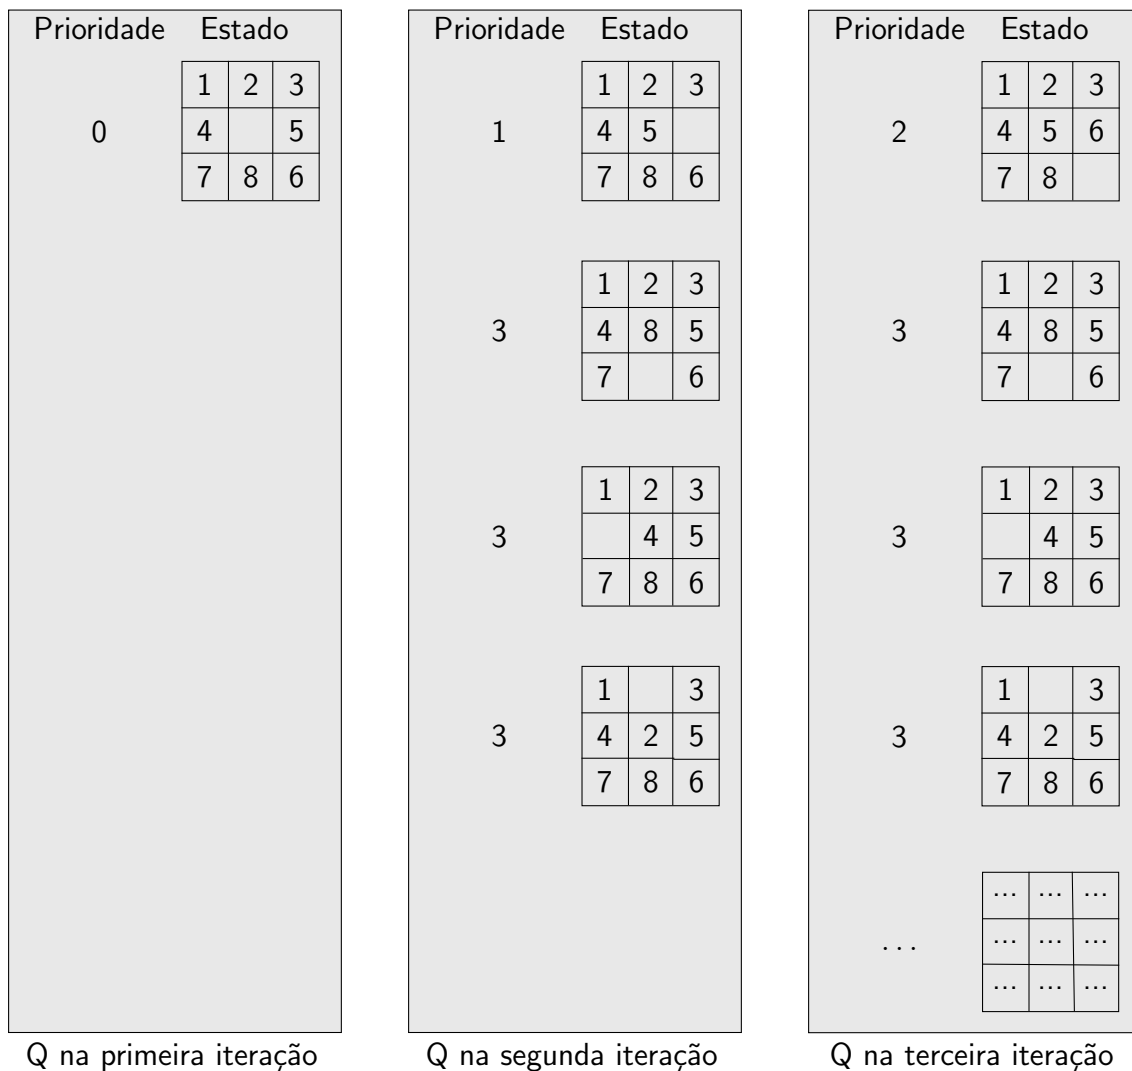 Prioridade Estado
1 2 3
0 4 5
7 8 6
Q na primeira iteração
Prioridade Estado
1 2 3
1 4 5
7 8 6
1 2 3
3 4 8 5
7 6
1 2 3
3 4 5
7 8 6
1 3
3 4 2 5
7 8 6
Q na segunda iteração
Prioridade Estado
1 2 3
2 4 5 6
7 8
1 2 3
3 4 8 5
7 6
1 2 3
3 4 5
7 8 6
1 3
3 4 2 5
7 8 6
... ... ...
... ... ... ...
... ... ...
Q na terceira iteração